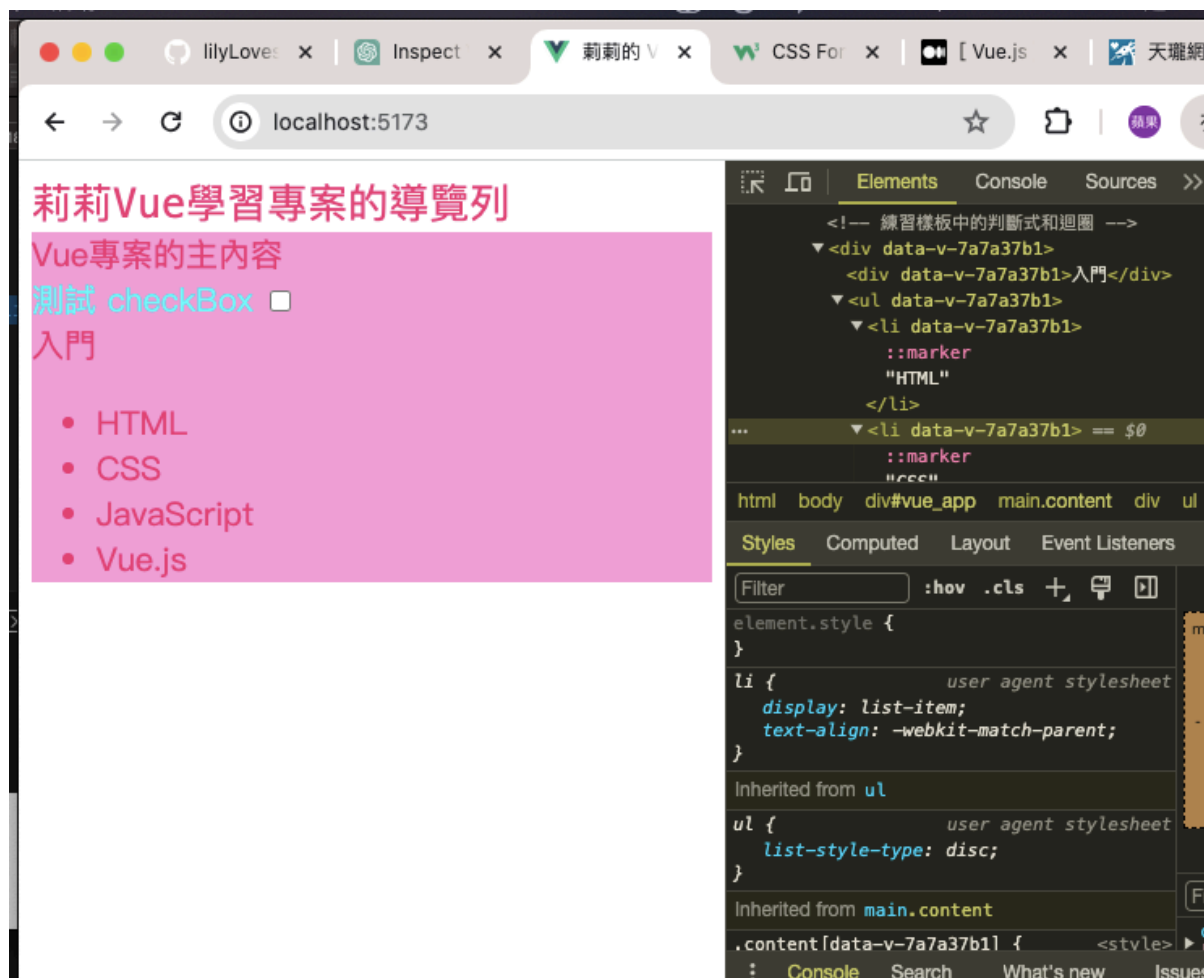 lilyLove
Inspect
莉莉的 V
CSS For
[ Vue.js
天瓏網
localhost:5173
蘋果
莉莉Vue學習專案的導覽列
Vue專案的主內容
測試 checkBox
入門
HTML
CSS
JavaScript
Vue.js
Elements Console Sources
<!-- 練習樣板中的判斷式和迴圈 -->
<div data-v-7a7a37b1>
<div data-v-7a7a37b1>入門</div>
<ul data-v-7a7a37b1>
<li data-v-7a7a37b1>
::marker
"HTML"
</li>
<li data-v-7a7a37b1> == $0
::marker
"CSS"
html body div#vue_app main.content div ul
Styles Computed Layout Event Listeners
Filter :hov .cls
element.style {
}
li { user agent stylesheet
display: list-item;
text-align: -webkit-match-parent;
}
Inherited from ul
ul { user agent stylesheet
list-style-type: disc;
}
Inherited from main.content
.content[data-v-7a7a37b1] { <style>
Console Search What's new Issues